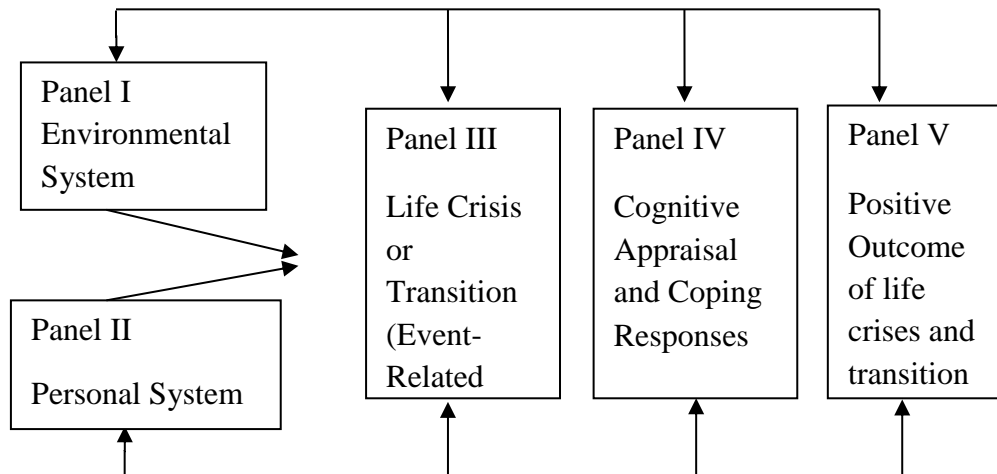 Panel I
Environmental
System
Panel II
Personal System
Panel III
Life Crisis
or
Transition
(Event-
Related
Panel IV
Cognitive
Appraisal
and Coping
Responses
Panel V
Positive
Outcome
of life
crises and
transition